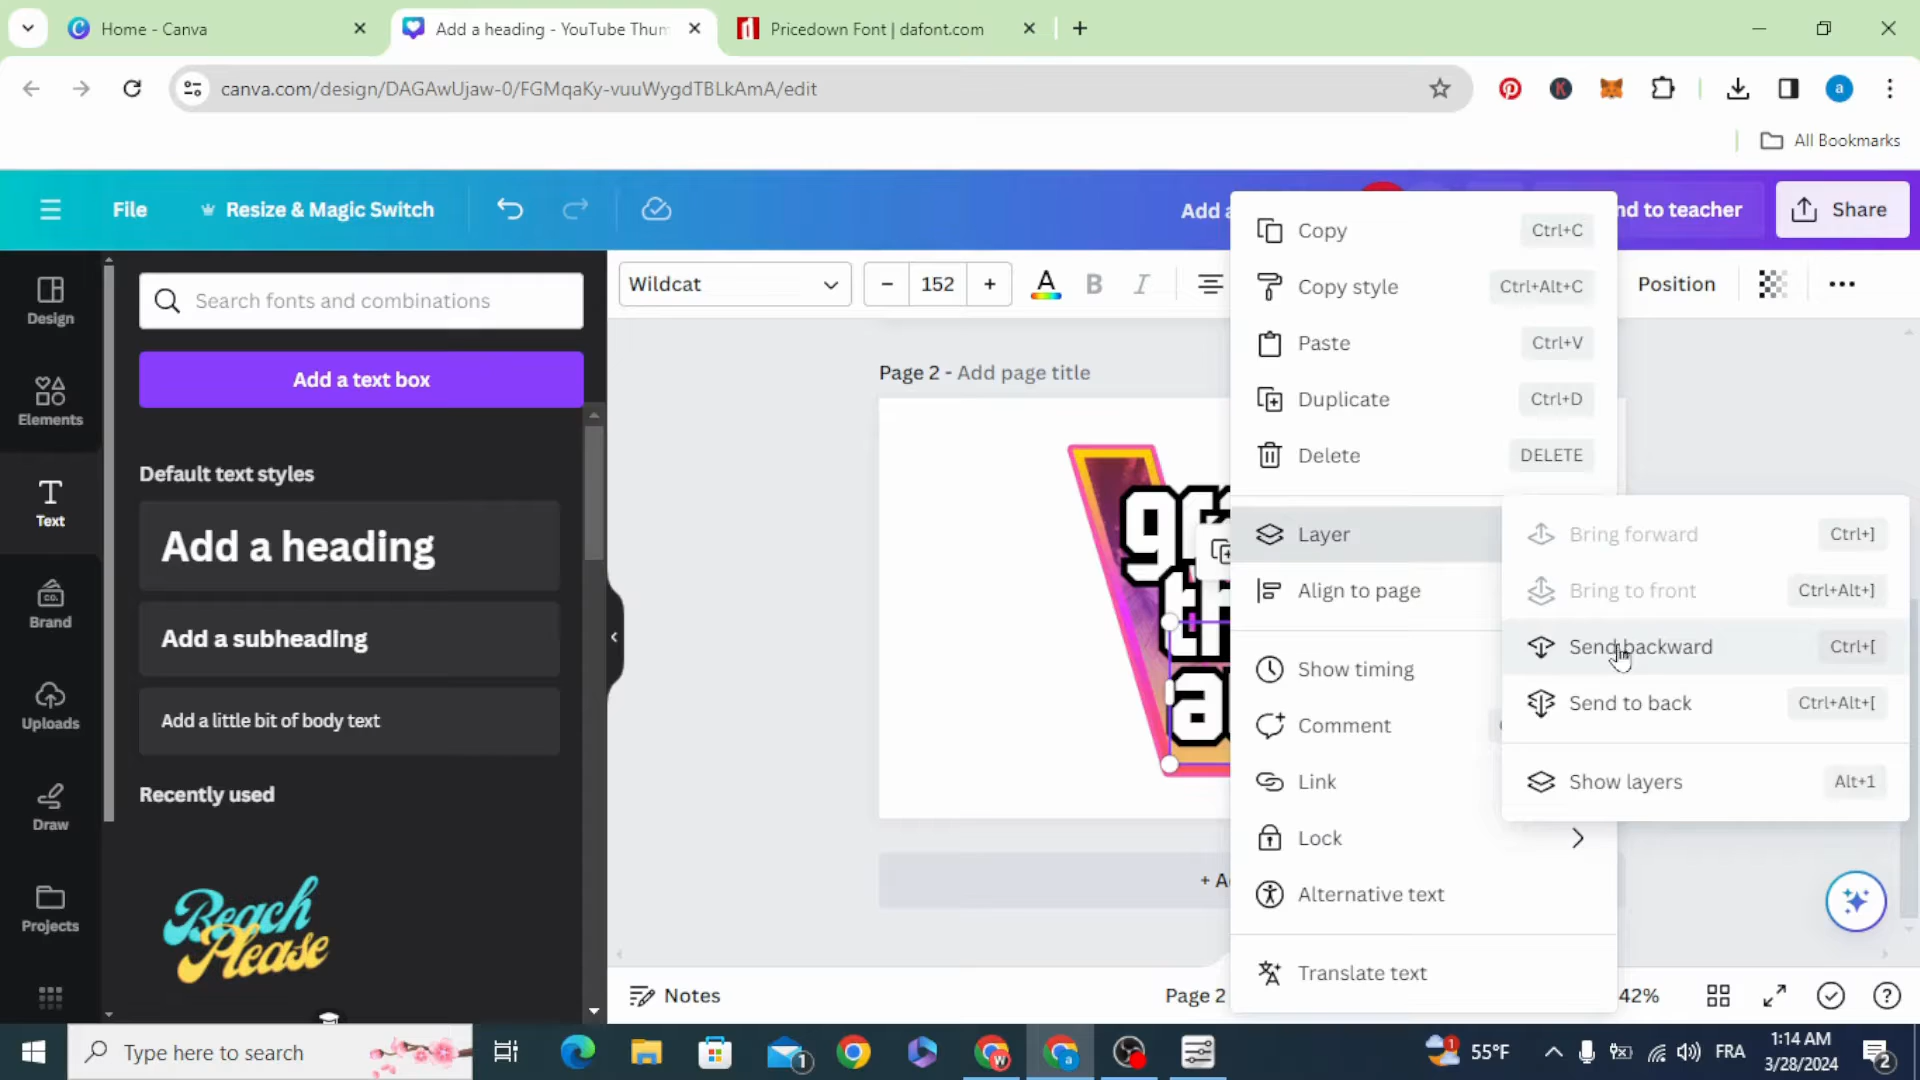 Home - Canva
Add a heading - YouTube Thum
Pricedown Font | dafont.com
canva.com/design/DAGAwUjaw-0/FGMqaKy-vuuWygdTBLkAmA/edit
All Bookmarks
File
Resize & Magic Switch
Add a
nd to teacher
Share
Design
Elements
Text
Brand
Uploads
Draw
Projects
Search fonts and combinations
Add a text box
Default text styles
Add a heading
Add a subheading
Add a little bit of body text
Recently used
Beach
Please
Wildcat
152
Position
Page 2 - Add page title
Copy Ctrl+C
Copy style Ctrl+Alt+C
Paste Ctrl+V
Duplicate Ctrl+D
Delete DELETE
Layer
Align to page
Show timing
Comment
Link
Lock
Alternative text
Translate text
Bring forward Ctrl+]
Bring to front Ctrl+Alt+]
Send backward Ctrl+[
Send to back Ctrl+Alt+[
Show layers Alt+1
Notes
Page 2
42%
Type here to search
55°F
FRA
1:14 AM
3/28/2024